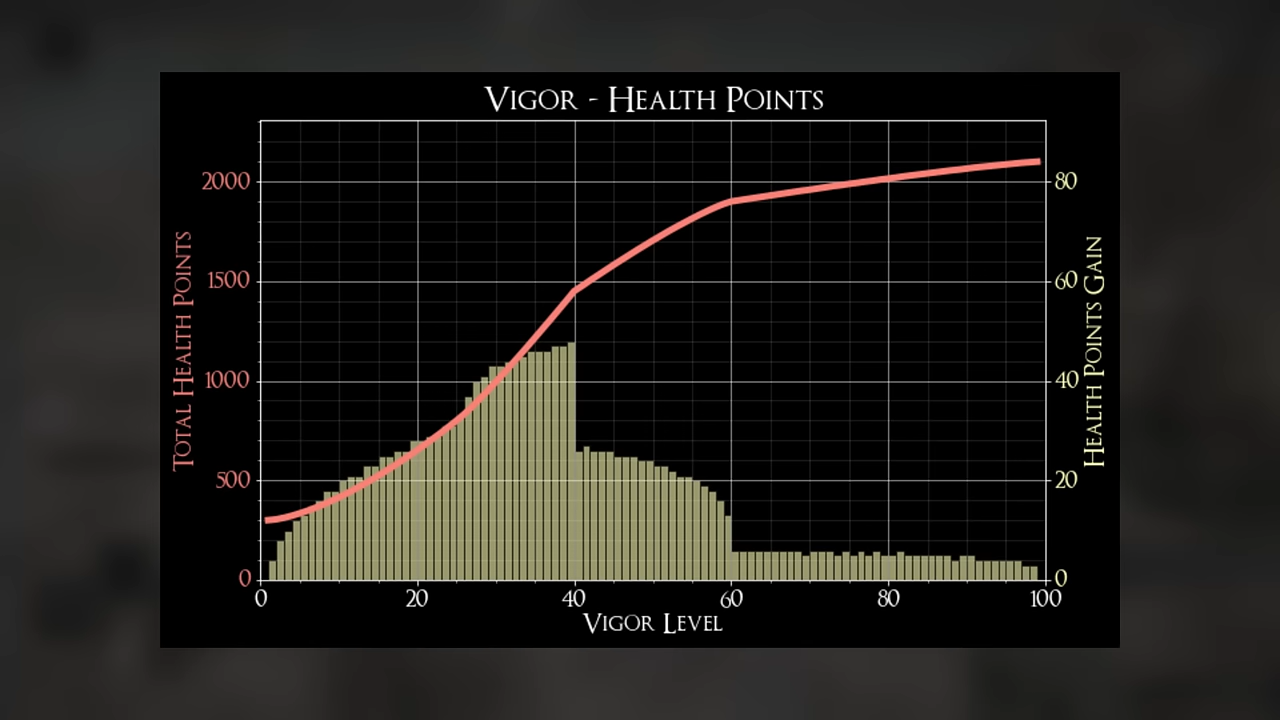 Vigor - Health Points
2000
1500
1000
500
0
Total Health Points
80
60
40
20
0
Health Points Gain
0 20 40 60 80 100
Vigor Level